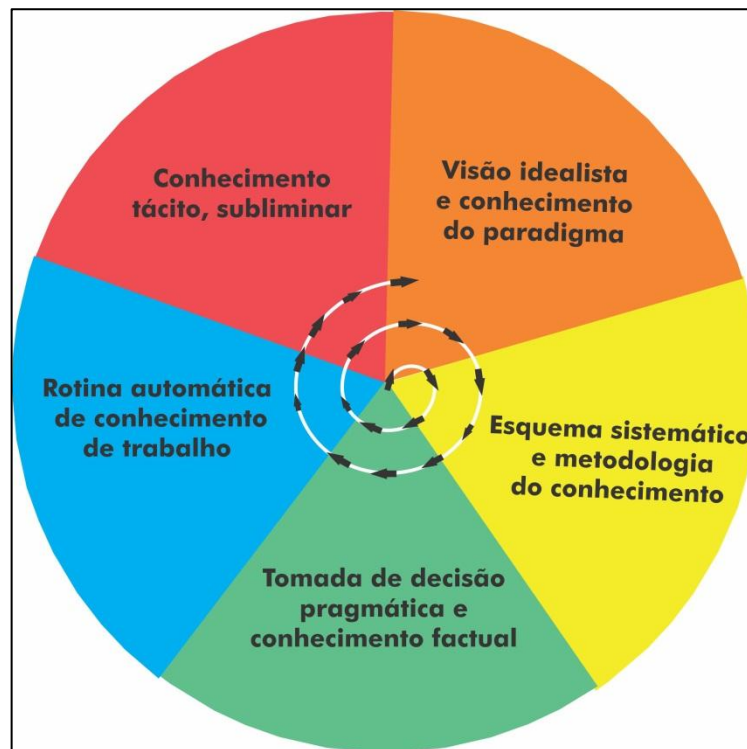 Conhecimento
tácito, subliminar
Visão idealista
e conhecimento
do paradigma
Esquema sistemático
e metodologia
do conhecimento
Tomada de decisão
pragmática e
conhecimento factual
Rotina automática
de conhecimento
de trabalho